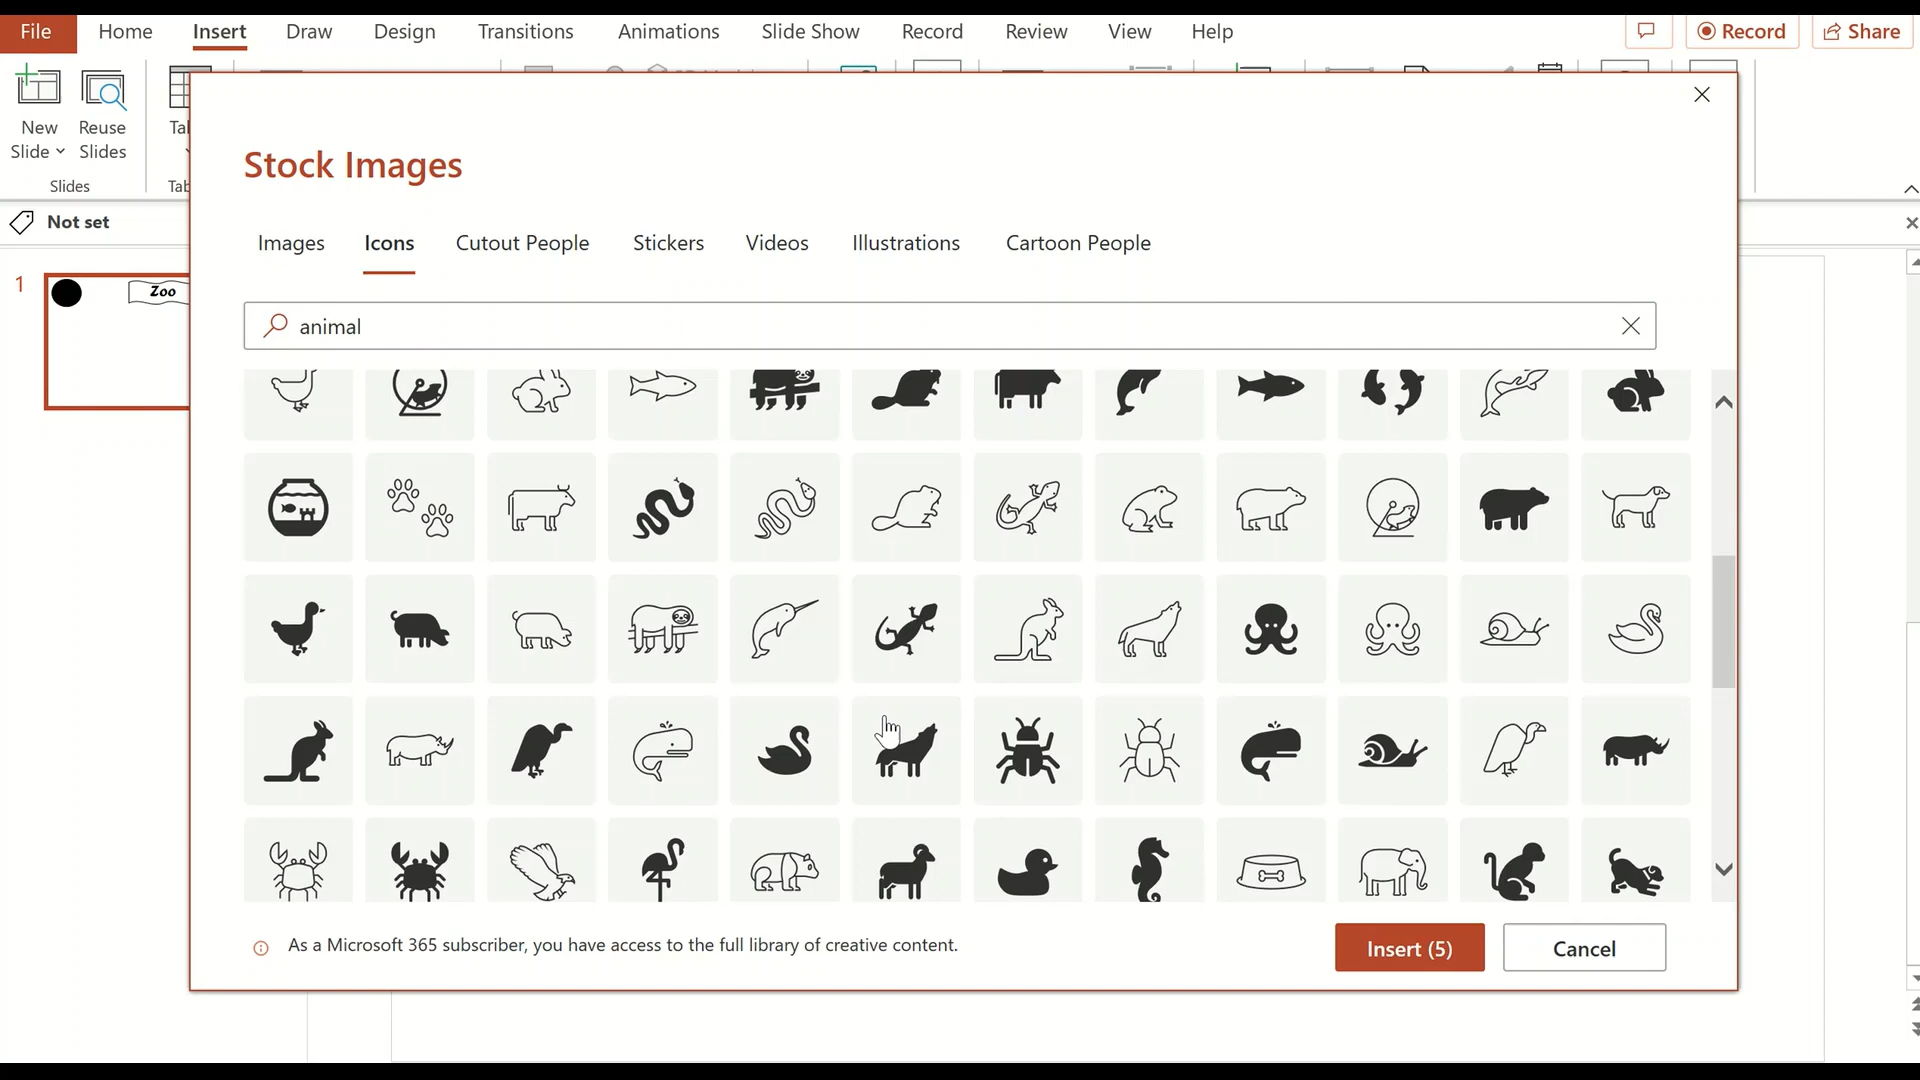 File Home Insert Draw Design Transitions Animations Slide Show Record Review View Help Record Share
New Slide
Reuse Slides
Slides
Not set
Stock Images
Images Icons Cutout People Stickers Videos Illustrations Cartoon People
1
Zoo
animal
As a Microsoft 365 subscriber, you have access to the full library of creative content.
Insert (5) Cancel